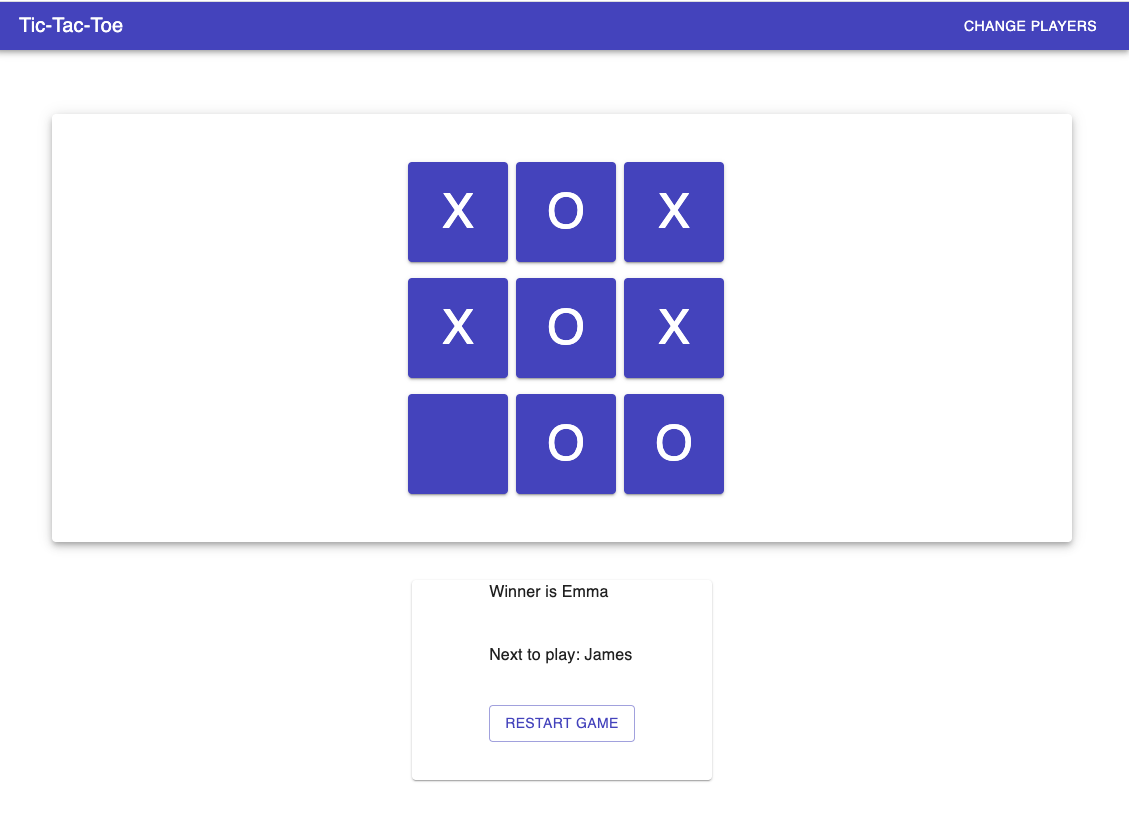 Tic-Tac-Toe CHANGE PLAYERS
X O X
X O X
O O
Winner is Emma
Next to play: James
RESTART GAME